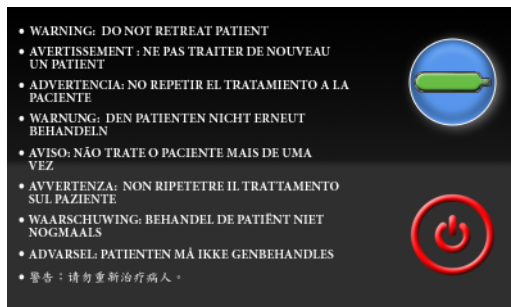 • WARNING: DO NOT RETREAT PATIENT
• AVERTISSEMENT : NE PAS TRAITER DE NOUVEAU
UN PATIENT
• ADVERTENCIA: NO REPETIR EL TRATAMIENTO A LA
PACIENTE
• WARNUNG: DEN PATIENTEN NICHT ERNEUT
BEHANDELN
• AVISO: NÃO TRATE O PACIENTE MAIS DE UMA
VEZ
• AVVERTENZA: NON RIPETETRE IL TRATTAMENTO
SUL PAZIENTE
• WAARSCHUWING: BEHANDEL DE PATIËNT NIET
NOGMAALS
• ADVARSEL: PATIENTEN MÅ IKKE GENBEHANDLES
• 警告：请勿重新治疗病人。